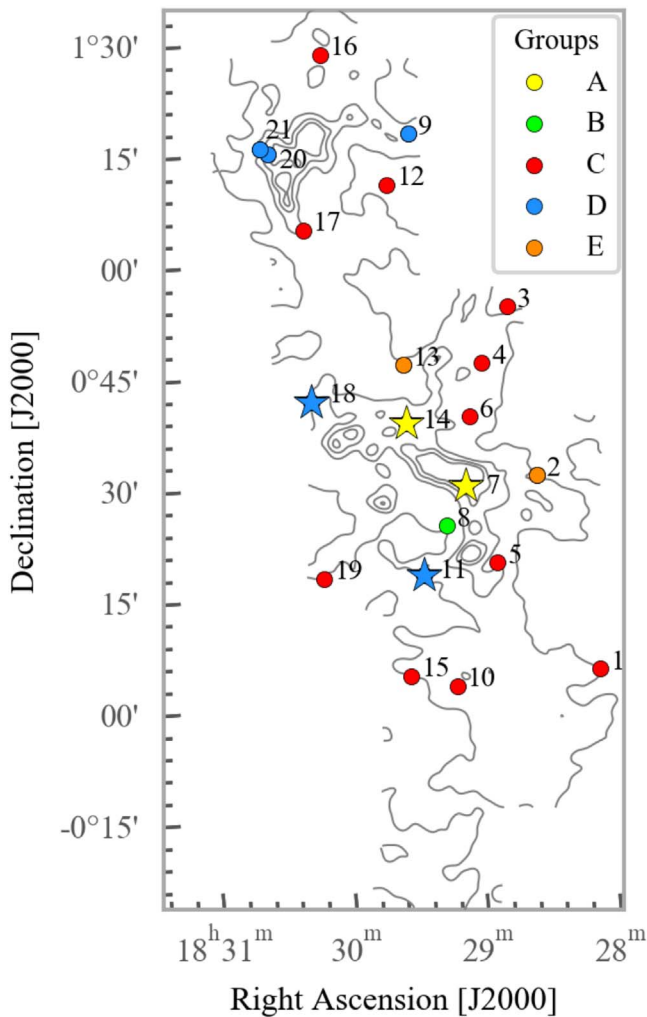 1°30'
16
Groups
A
B
C
D
E
21
20
9
15'
12
17
00'
3
13
4
0°45'
18
14
6
2
7
30'
8
5
19
11
15'
1
15
10
00'
-0°15'
18h31m
30m
29m
28m
Declination [J2000]
Right Ascension [J2000]